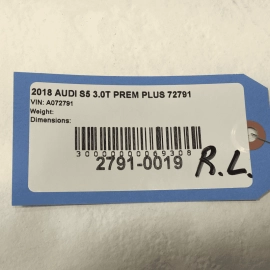 2018 AUDI S5 3.0T PREM PLUS 72791
VIN: A072791
Weight:
Dimensions:
3000000069308
2791-0019
R.L.